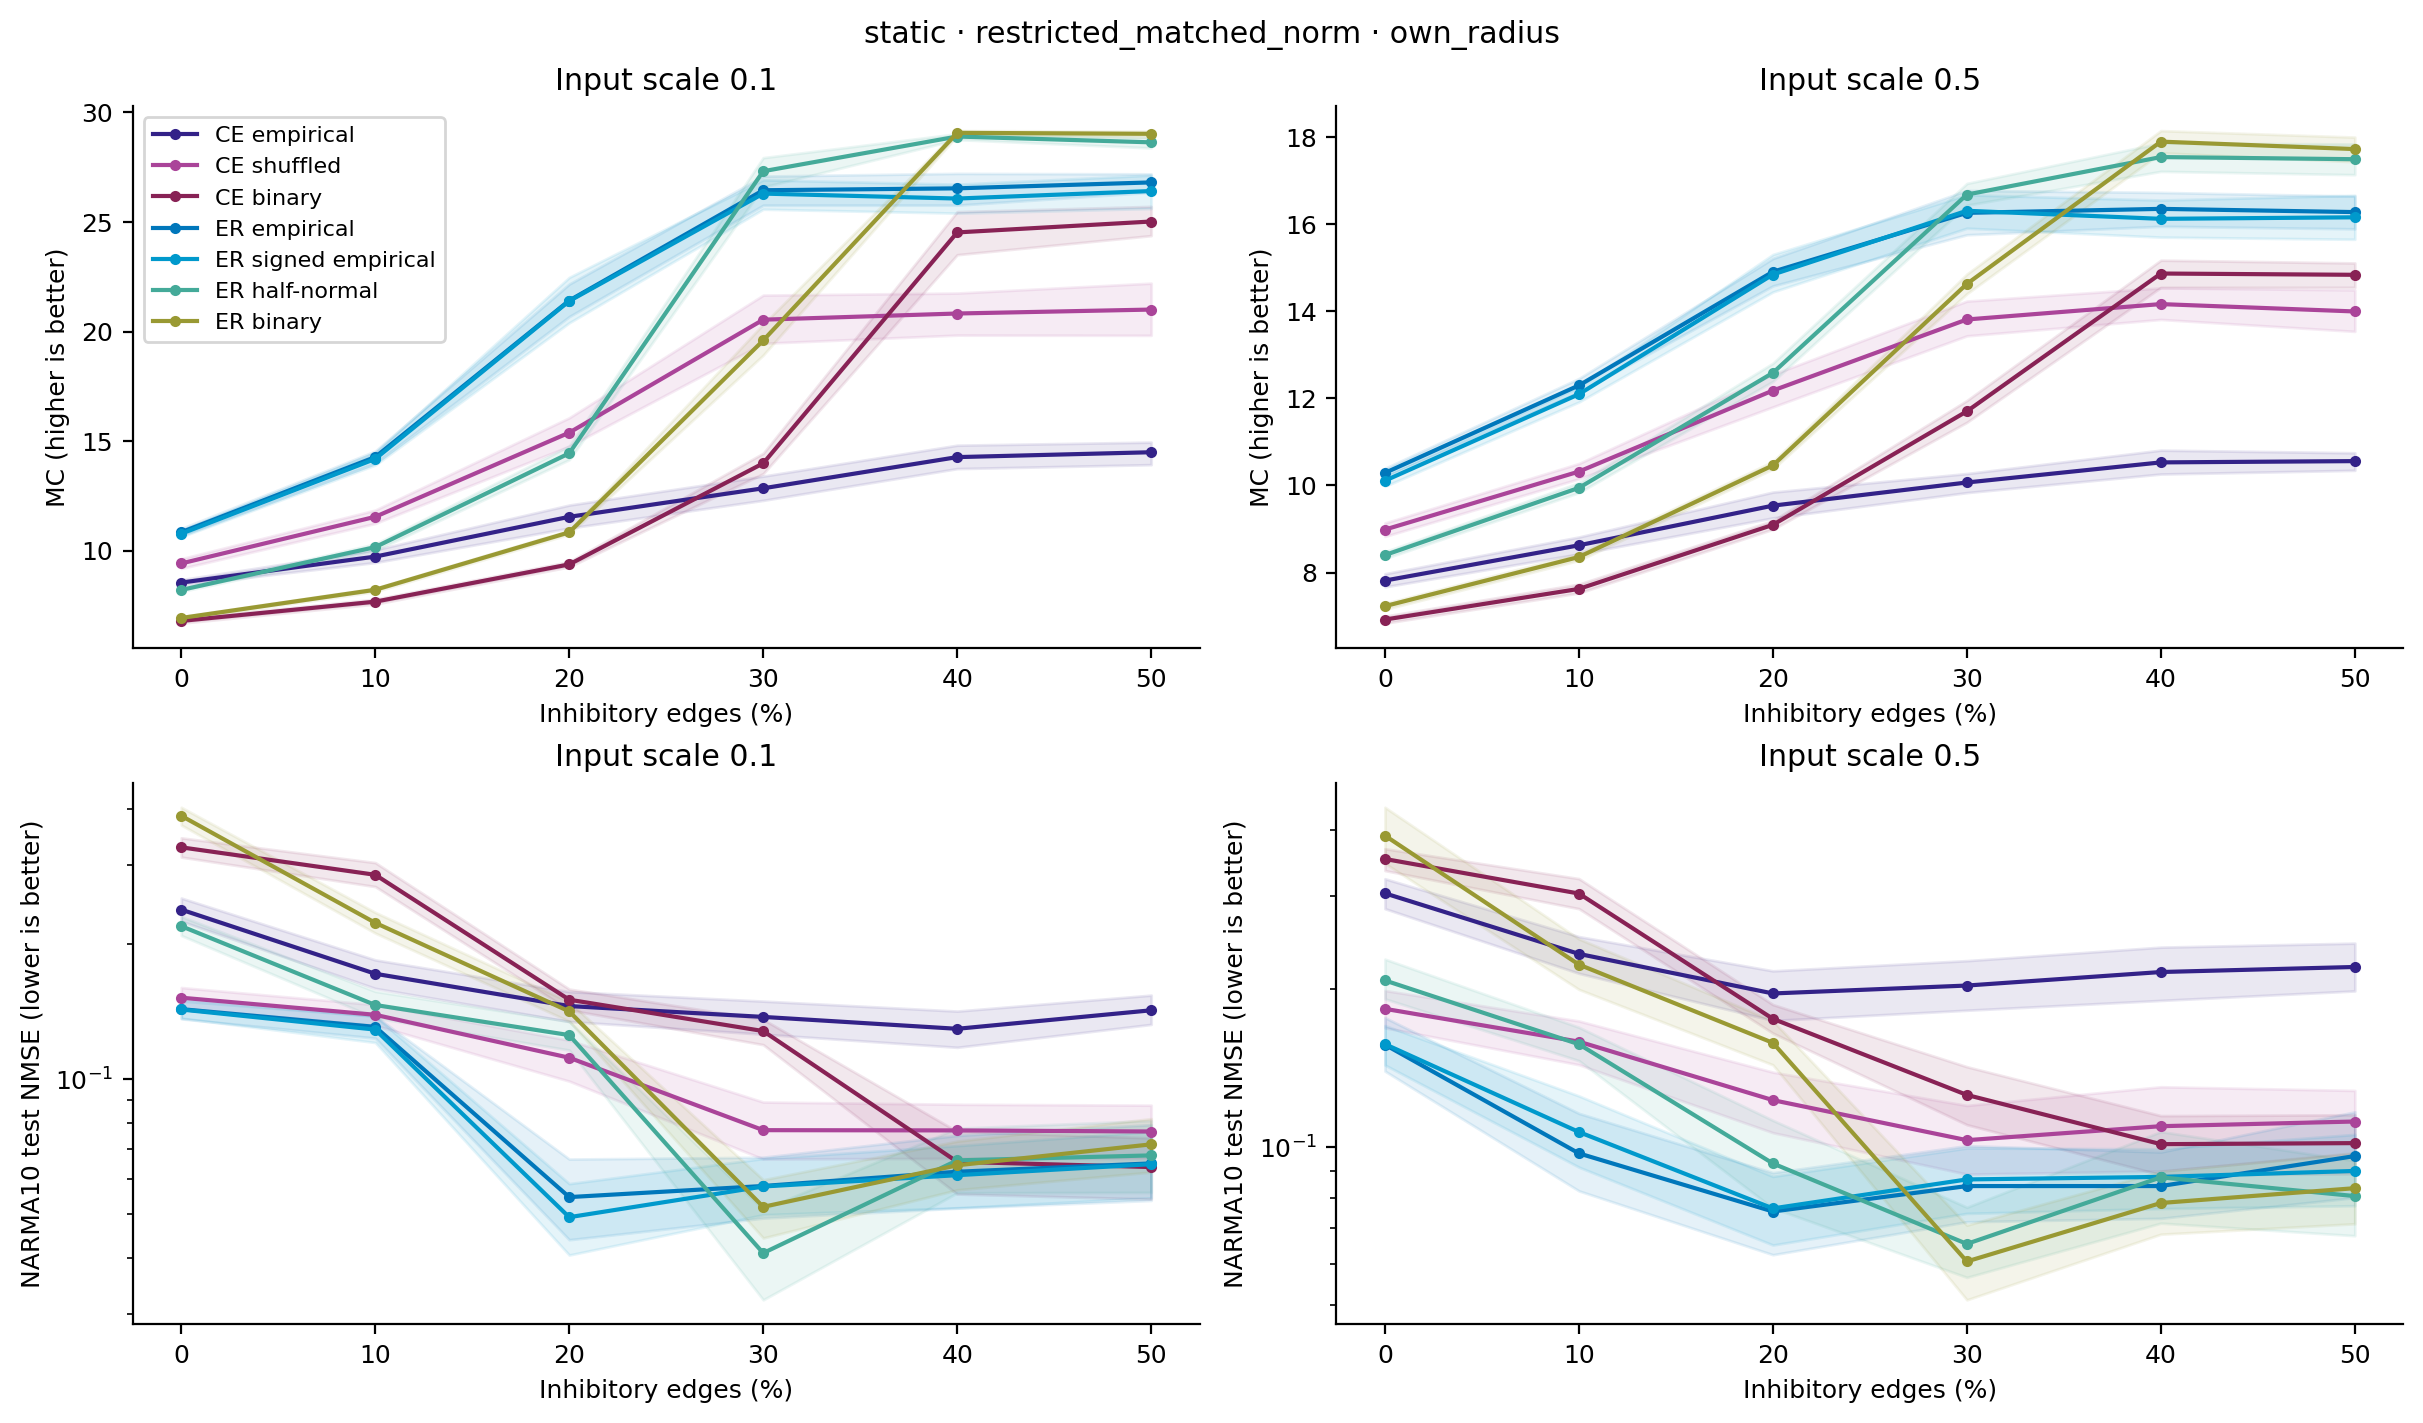 static · restricted_matched_norm · own_radius
Input scale 0.1
MC (higher is better)
30
25
20
15
10
CE empirical
CE shuffled
CE binary
ER empirical
ER signed empirical
ER half-normal
ER binary
0 10 20 30 40 50
Inhibitory edges (%)
Input scale 0.5
MC (higher is better)
18
16
14
12
10
8
0 10 20 30 40 50
Inhibitory edges (%)
Input scale 0.1
NARMA10 test NMSE (lower is better)
10⁻¹
0 10 20 30 40 50
Inhibitory edges (%)
Input scale 0.5
NARMA10 test NMSE (lower is better)
10⁻¹
0 10 20 30 40 50
Inhibitory edges (%)